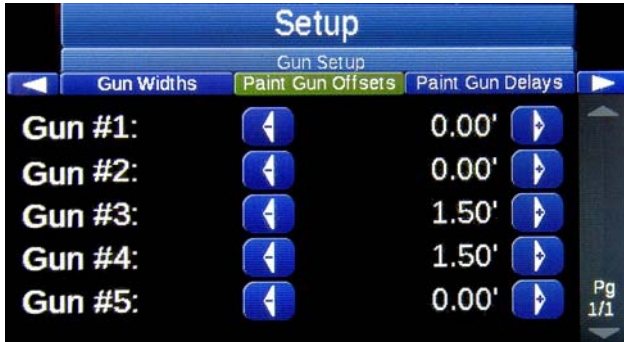 Setup
Gun Setup
Gun Widths Paint Gun Offsets Paint Gun Delays
Gun #1: - 0.00' +
Gun #2: - 0.00' +
Gun #3: - 1.50' +
Gun #4: - 1.50' +
Gun #5: - 0.00' +
Pg
1/1